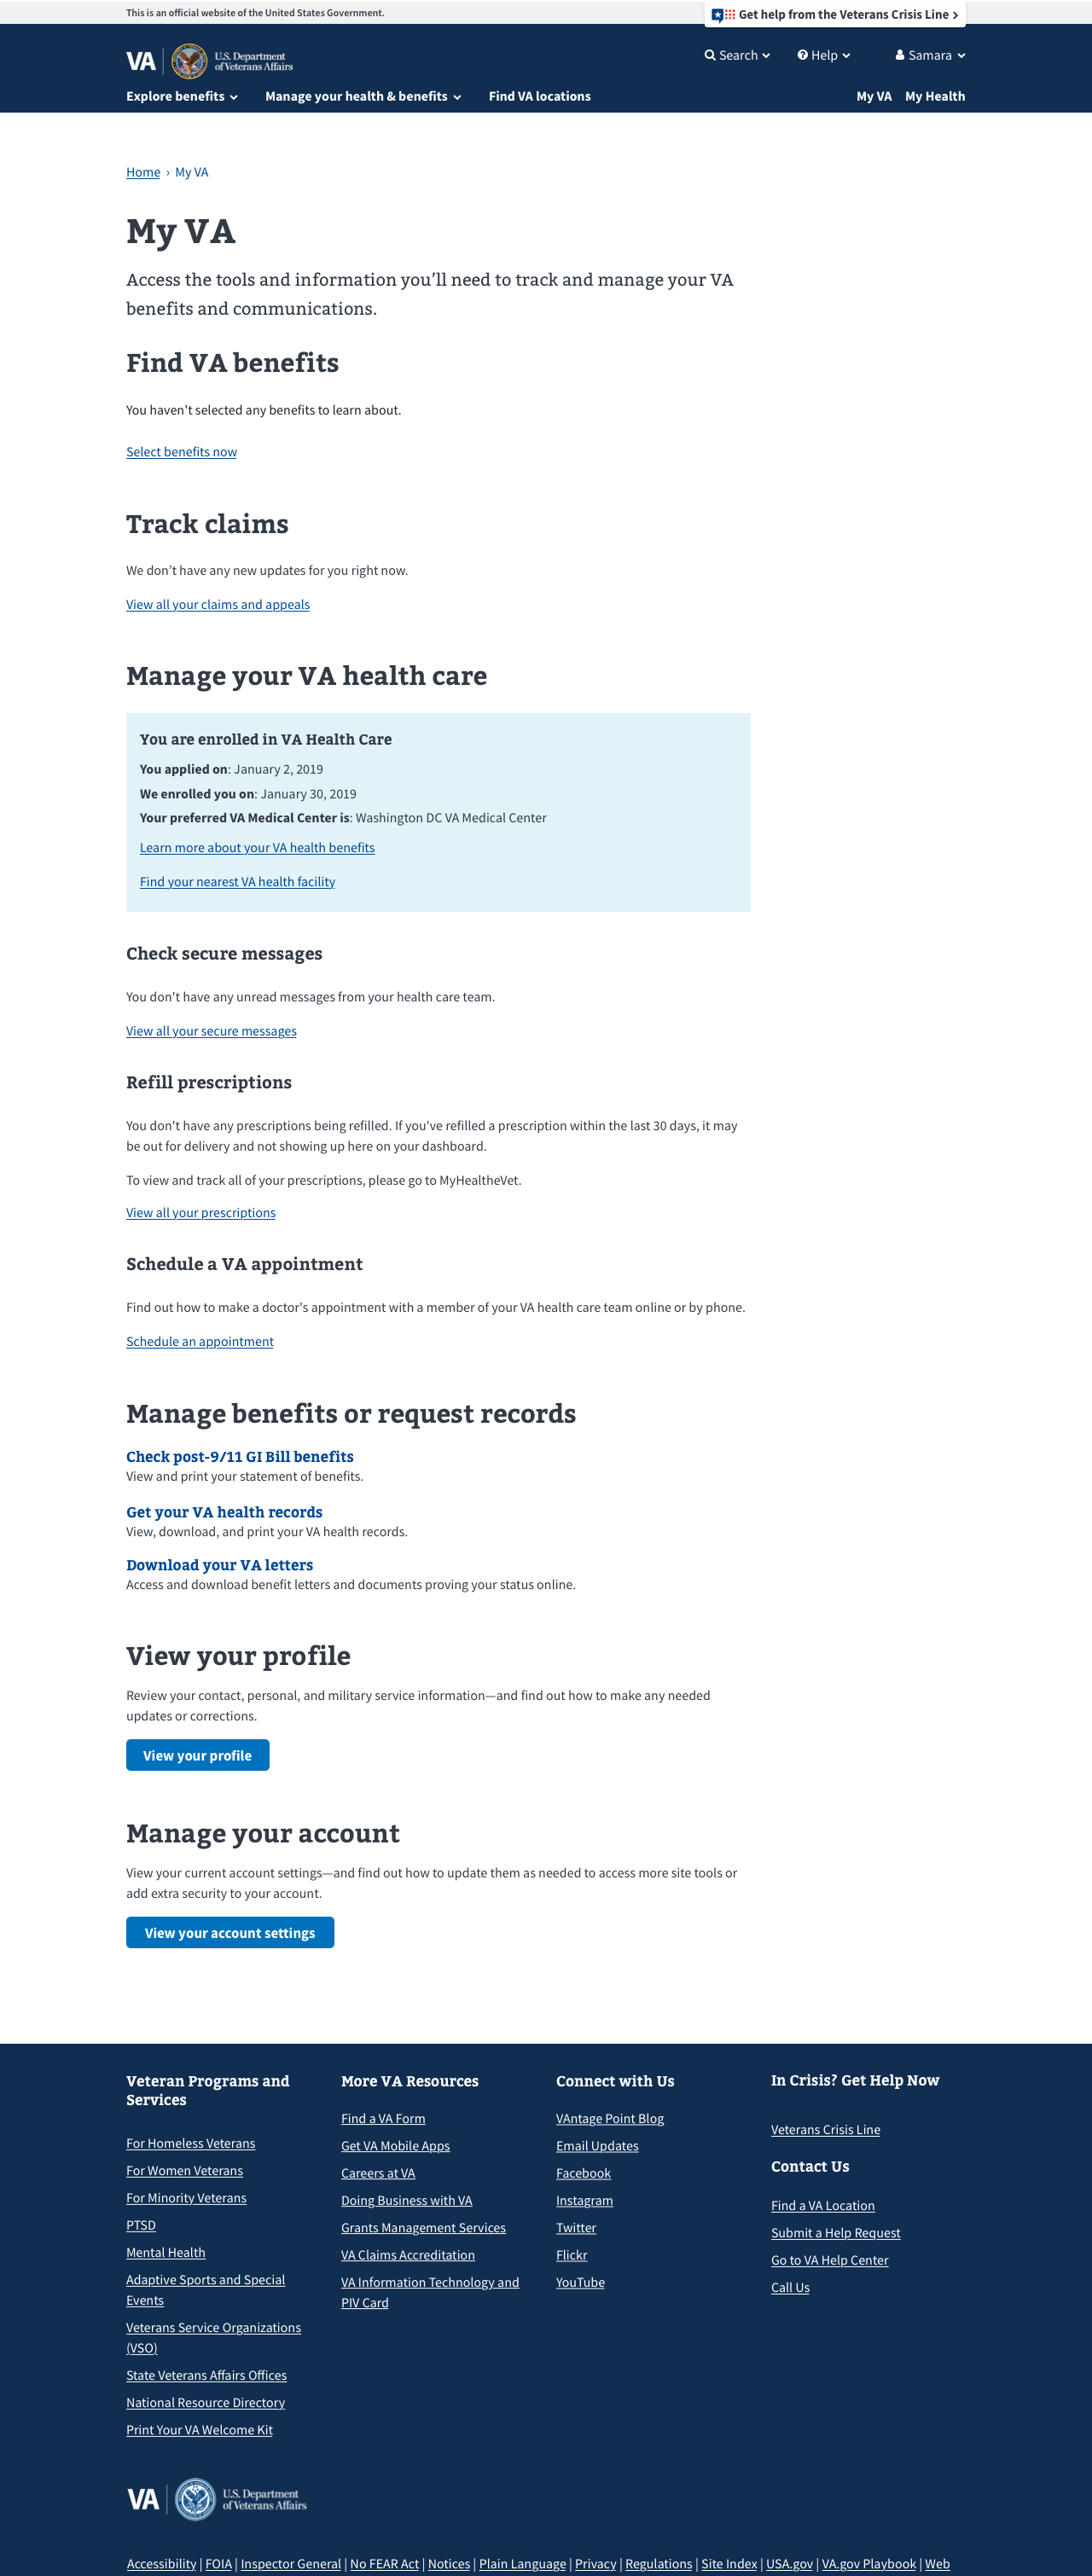 This is an official website of the United States Government.
Get help from the Veterans Crisis Line
VA
U.S. Department
of Veterans Affairs
Search
Help
Samara
Explore benefits
Manage your health & benefits
Find VA locations
My VA
My Health
Home › My VA
My VA
Access the tools and information you’ll need to track and manage your VA
benefits and communications.
Find VA benefits
You haven't selected any benefits to learn about.
Select benefits now
Track claims
We don’t have any new updates for you right now.
View all your claims and appeals
Manage your VA health care
You are enrolled in VA Health Care
You applied on: January 2, 2019
We enrolled you on: January 30, 2019
Your preferred VA Medical Center is: Washington DC VA Medical Center
Learn more about your VA health benefits
Find your nearest VA health facility
Check secure messages
You don't have any unread messages from your health care team.
View all your secure messages
Refill prescriptions
You don't have any prescriptions being refilled. If you've refilled a prescription within the last 30 days, it may
be out for delivery and not showing up here on your dashboard.
To view and track all of your prescriptions, please go to MyHealtheVet.
View all your prescriptions
Schedule a VA appointment
Find out how to make a doctor's appointment with a member of your VA health care team online or by phone.
Schedule an appointment
Manage benefits or request records
Check post-9/11 GI Bill benefits
View and print your statement of benefits.
Get your VA health records
View, download, and print your VA health records.
Download your VA letters
Access and download benefit letters and documents proving your status online.
View your profile
Review your contact, personal, and military service information—and find out how to make any needed
updates or corrections.
View your profile
Manage your account
View your current account settings—and find out how to update them as needed to access more site tools or
add extra security to your account.
View your account settings
Veteran Programs and
Services
For Homeless Veterans
For Women Veterans
For Minority Veterans
PTSD
Mental Health
Adaptive Sports and Special
Events
Veterans Service Organizations
(VSO)
State Veterans Affairs Offices
National Resource Directory
Print Your VA Welcome Kit
More VA Resources
Find a VA Form
Get VA Mobile Apps
Careers at VA
Doing Business with VA
Grants Management Services
VA Claims Accreditation
VA Information Technology and
PIV Card
Connect with Us
VAntage Point Blog
Email Updates
Facebook
Instagram
Twitter
Flickr
YouTube
In Crisis? Get Help Now
Veterans Crisis Line
Contact Us
Find a VA Location
Submit a Help Request
Go to VA Help Center
Call Us
VA
U.S. Department
of Veterans Affairs
Accessibility | FOIA | Inspector General | No FEAR Act | Notices | Plain Language | Privacy | Regulations | Site Index | USA.gov | VA.gov Playbook | Web